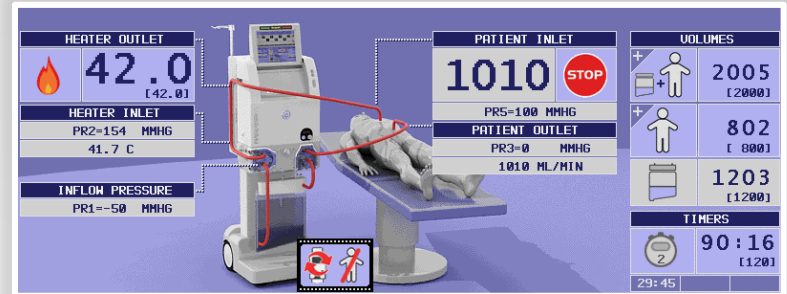 HEATER OUTLET
42.0
[42.0]
HEATER INLET
PR2=154 MMHG
41.7 C
INFLOW PRESSURE
PR1=-50 MMHG
PATIENT INLET
1010
STOP
PR5=100 MMHG
PATIENT OUTLET
PR3=0 MMHG
1010 ML/MIN
VOLUMES
+
+
2005
[2000]
+
802
[ 800]
1203
[1200]
TIMERS
2
90:16
[120]
29:45